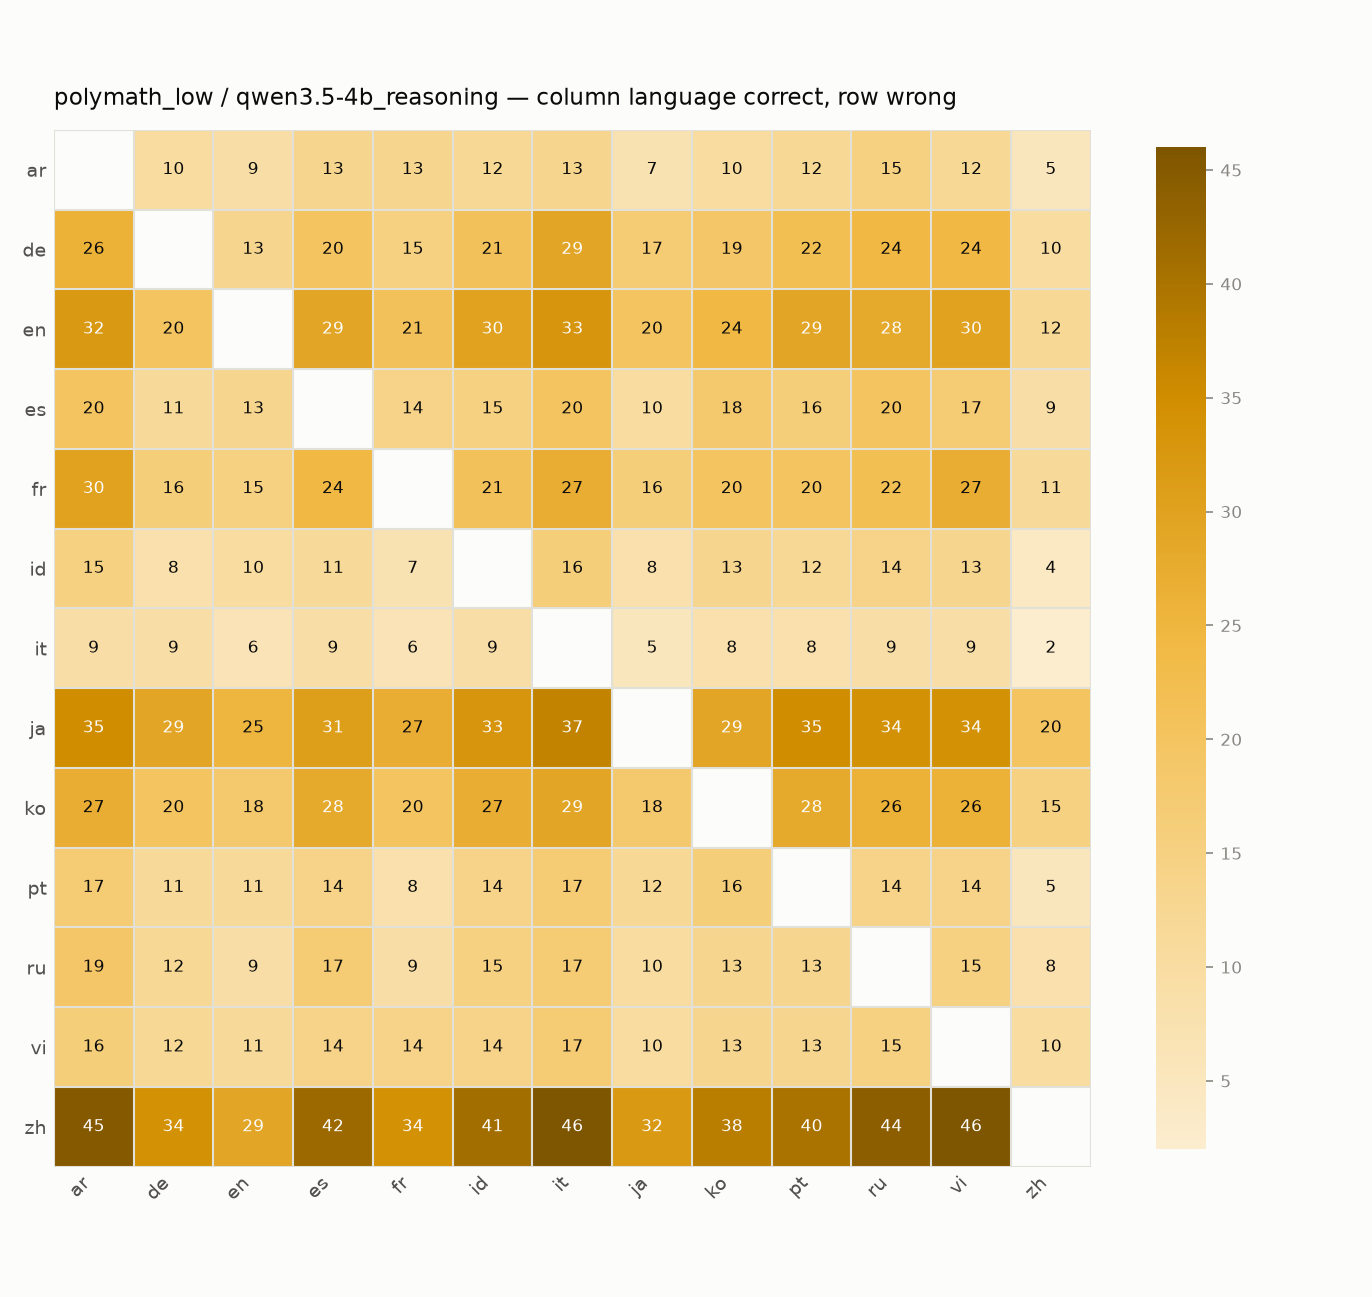 polymath_low / qwen3.5-4b_reasoning — column language correct, row wrong
ar 10 9 13 13 12 13 7 10 12 15 12 5
de 26 13 20 15 21 29 17 19 22 24 24 10
en 32 20 29 21 30 33 20 24 29 28 30 12
es 20 11 13 14 15 20 10 18 16 20 17 9
fr 30 16 15 24 21 27 16 20 20 22 27 11
id 15 8 10 11 7 16 8 13 12 14 13 4
it 9 9 6 9 6 9 5 8 8 9 9 2
ja 35 29 25 31 27 33 37 29 35 34 34 20
ko 27 20 18 28 20 27 29 18 28 26 26 15
pt 17 11 11 14 8 14 17 12 16 14 14 5
ru 19 12 9 17 9 15 17 10 13 13 15 8
vi 16 12 11 14 14 14 17 10 13 13 15 10
zh 45 34 29 42 34 41 46 32 38 40 44 46
ar de en es fr id it ja ko pt ru vi zh
45
40
35
30
25
20
15
10
5